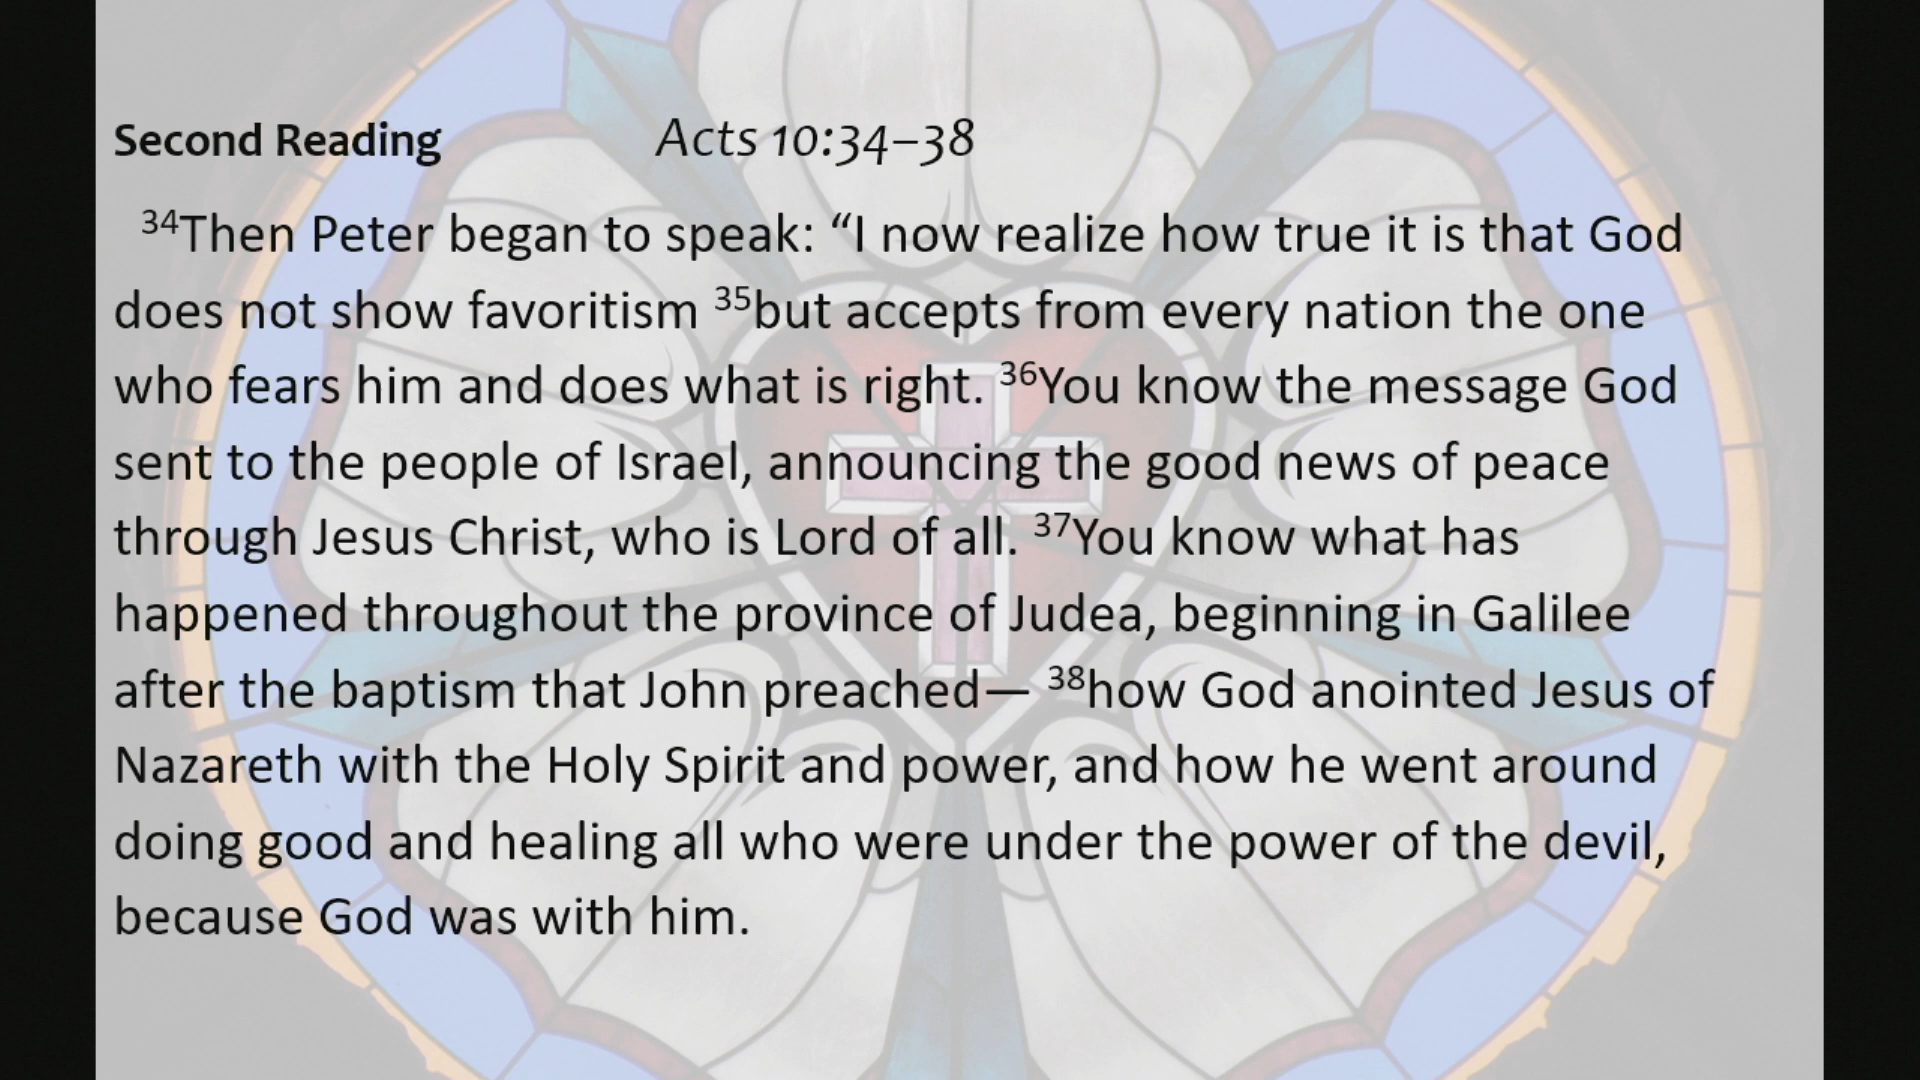 Second Reading Acts 10:34–38
34Then Peter began to speak: “I now realize how true it is that God
does not show favoritism 35but accepts from every nation the one
who fears him and does what is right. 36You know the message God
sent to the people of Israel, announcing the good news of peace
through Jesus Christ, who is Lord of all. 37You know what has
happened throughout the province of Judea, beginning in Galilee
after the baptism that John preached— 38how God anointed Jesus of
Nazareth with the Holy Spirit and power, and how he went around
doing good and healing all who were under the power of the devil,
because God was with him.